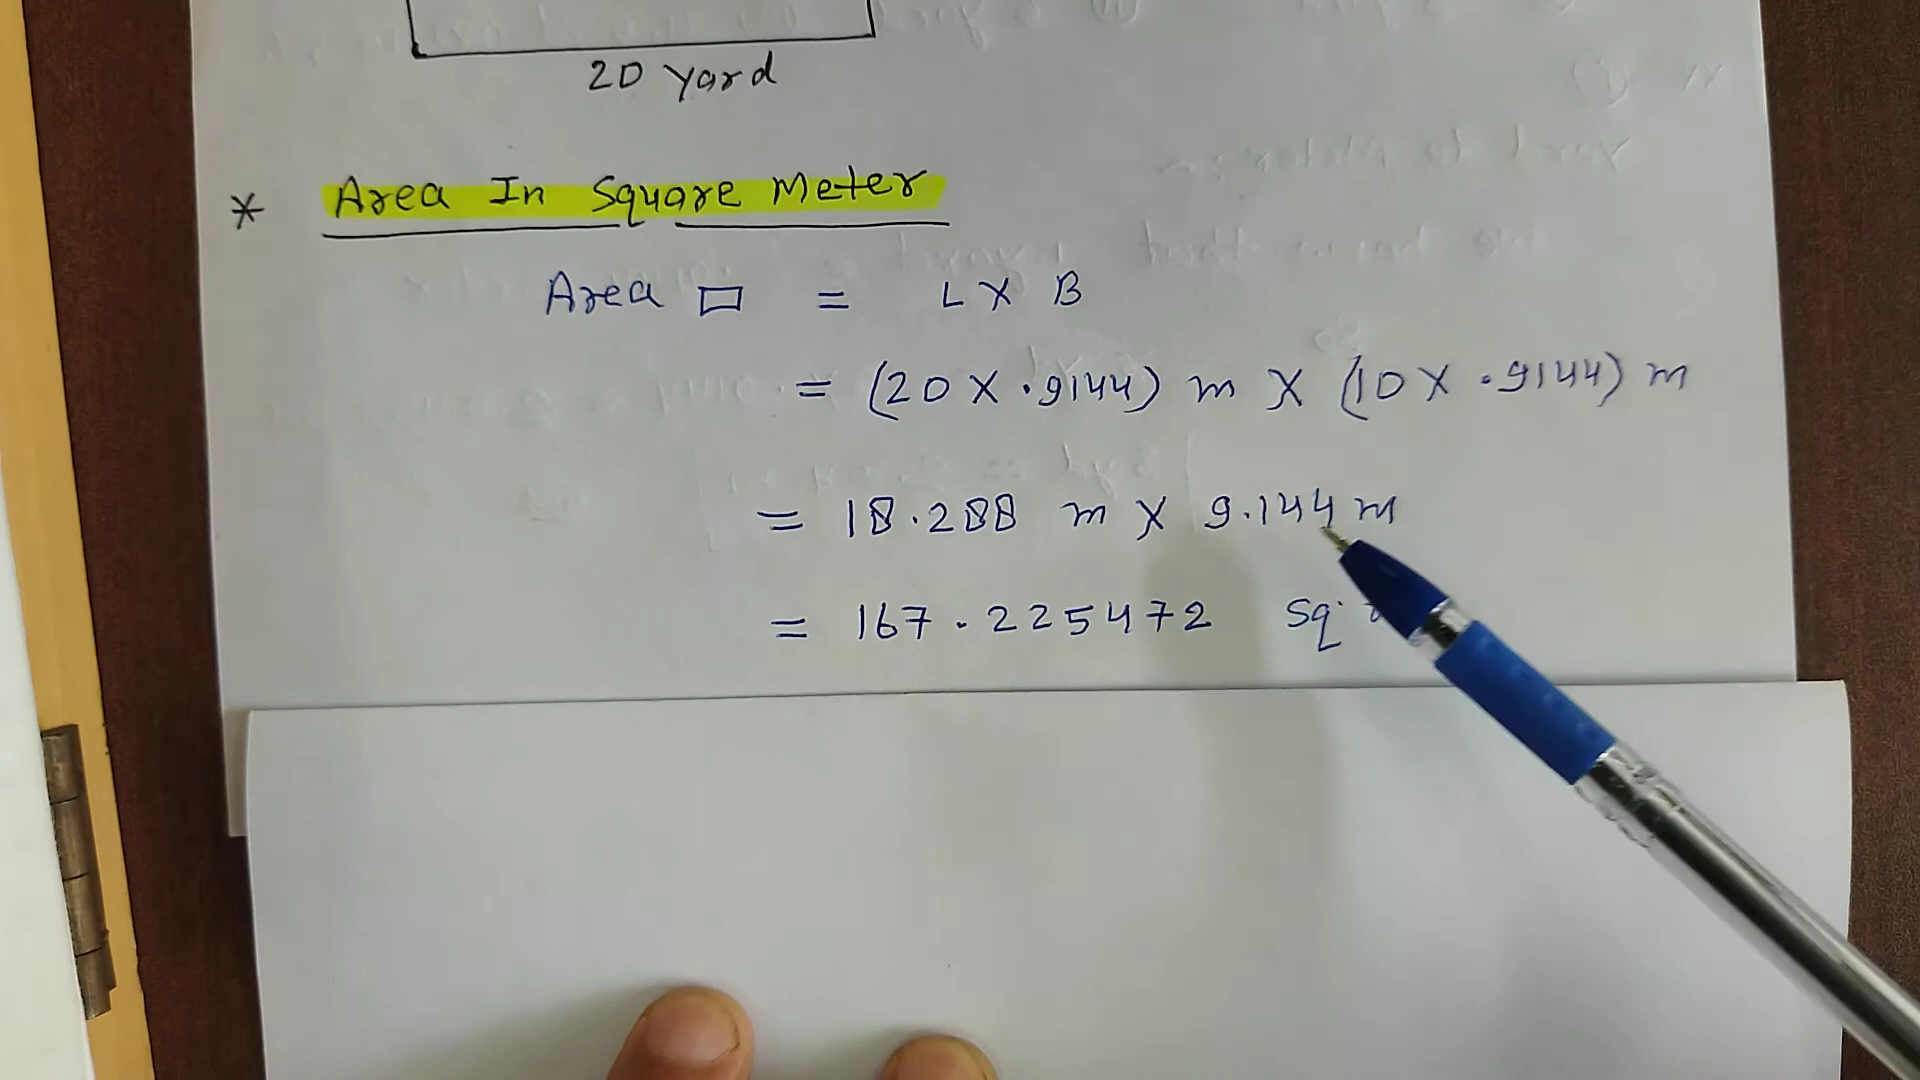 20 yard
* Area In Square Meter
Area ▭ = L X B
= (20 X .9144) m X (10 X .9144) m
= 18.288 m X 9.144 m
= 167.225472 Sq